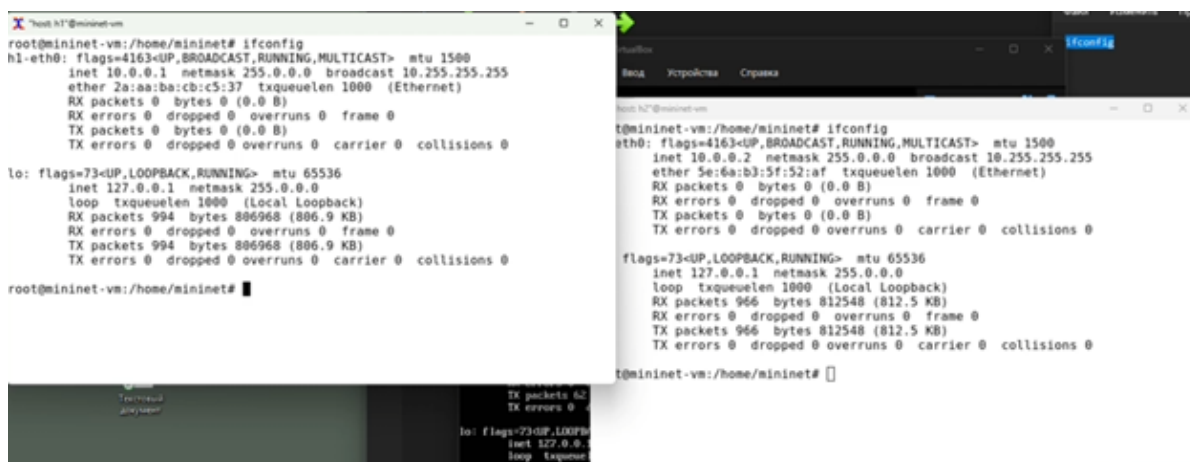 "host: h1"@mininet-vm
root@mininet-vm:/home/mininet# ifconfig
h1-eth0: flags=4163<UP,BROADCAST,RUNNING,MULTICAST>  mtu 1500
        inet 10.0.0.1  netmask 255.0.0.0  broadcast 10.255.255.255
        ether 2a:aa:ba:cb:c5:37  txqueuelen 1000  (Ethernet)
        RX packets 0  bytes 0 (0.0 B)
        RX errors 0  dropped 0  overruns 0  frame 0
        TX packets 0  bytes 0 (0.0 B)
        TX errors 0  dropped 0 overruns 0  carrier 0  collisions 0
lo: flags=73<UP,LOOPBACK,RUNNING>  mtu 65536
        inet 127.0.0.1  netmask 255.0.0.0
        loop  txqueuelen 1000  (Local Loopback)
        RX packets 994  bytes 806968 (806.9 KB)
        RX errors 0  dropped 0  overruns 0  frame 0
        TX packets 994  bytes 806968 (806.9 KB)
        TX errors 0  dropped 0 overruns 0  carrier 0  collisions 0
root@mininet-vm:/home/mininet#
ifconfig
Ввод Устройства Справка
host: h2"@mininet-vm
t@mininet-vm:/home/mininet# ifconfig
eth0: flags=4163<UP,BROADCAST,RUNNING,MULTICAST>  mtu 1500
        inet 10.0.0.2  netmask 255.0.0.0  broadcast 10.255.255.255
        ether 5e:6a:b3:5f:52:af  txqueuelen 1000  (Ethernet)
        RX packets 0  bytes 0 (0.0 B)
        RX errors 0  dropped 0  overruns 0  frame 0
        TX packets 0  bytes 0 (0.0 B)
        TX errors 0  dropped 0 overruns 0  carrier 0  collisions 0
flags=73<UP,LOOPBACK,RUNNING>  mtu 65536
        inet 127.0.0.1  netmask 255.0.0.0
        loop  txqueuelen 1000  (Local Loopback)
        RX packets 966  bytes 812548 (812.5 KB)
        RX errors 0  dropped 0  overruns 0  frame 0
        TX packets 966  bytes 812548 (812.5 KB)
        TX errors 0  dropped 0 overruns 0  carrier 0  collisions 0
t@mininet-vm:/home/mininet#
Текстовый
документ
TX packets 62
TX errors 0
lo: flags=73<UP,LOOPB
inet 127.0.0.
loop  txqueue